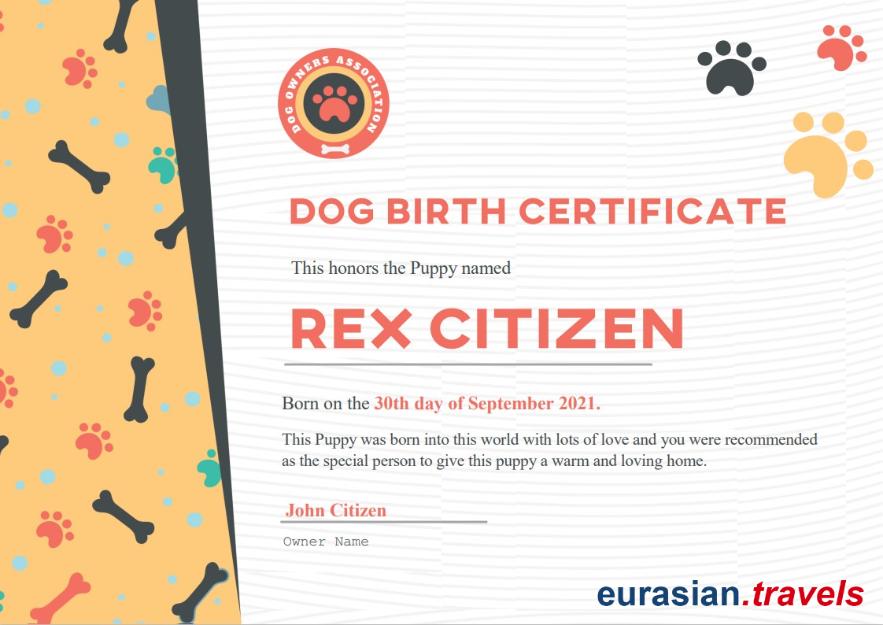 DOG OWNERS ASSOCIATION
DOG BIRTH CERTIFICATE
This honors the Puppy named
REX CITIZEN
Born on the 30th day of September 2021.
This Puppy was born into this world with lots of love and you were recommended
as the special person to give this puppy a warm and loving home.
John Citizen
Owner Name
eurasian.travels